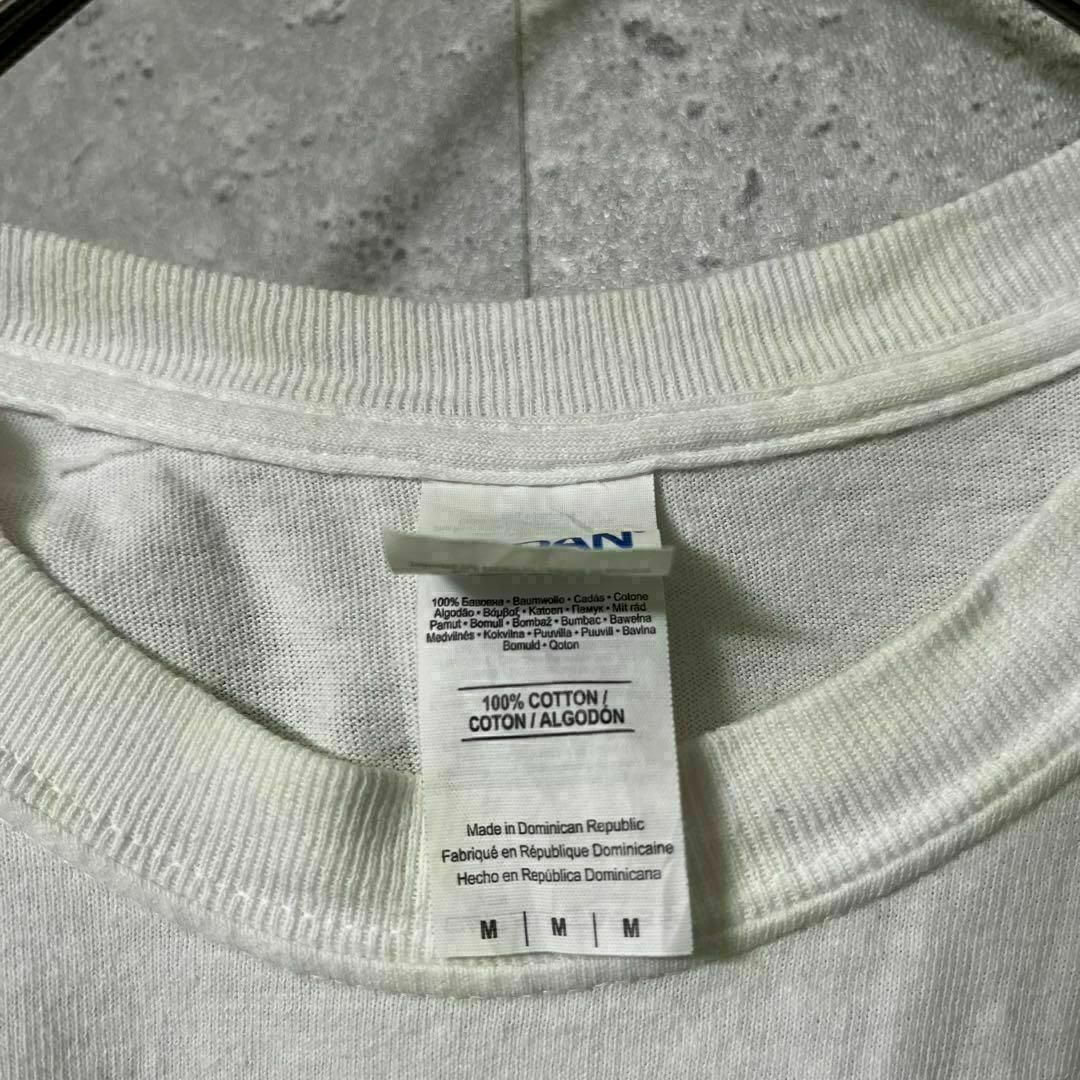 100% Бавовна • Baumwolle • Cadás • Cotone
Algodão • Βάμβαξ • Katoen • Памук • Mit rád
Pamut • Bomull • Bombaž • Bumbac • Bawełna
Medvilnės • Kokvilna • Puuvilla • Puuvill • Bavlna
Bomuld • Qoton
100% COTTON /
COTON / ALGODÓN
Made in Dominican Republic
Fabriqué en République Dominicaine
Hecho en República Dominicana
M | M | M